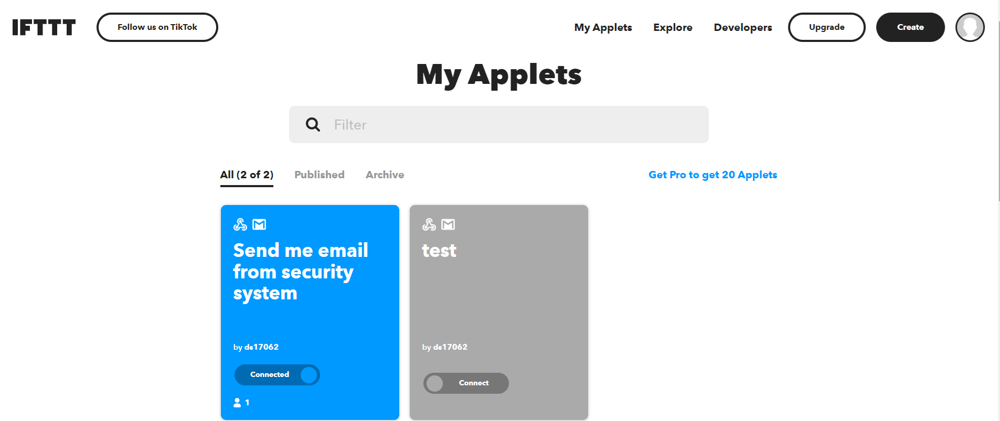 IFTTT
Follow us on TikTok
My Applets
Explore
Developers
Upgrade
Create
My Applets
Filter
All (2 of 2)
Published
Archive
Get Pro to get 20 Applets
Send me email
from security
system
by ds17062
Connected
1
test
by ds17062
Connect